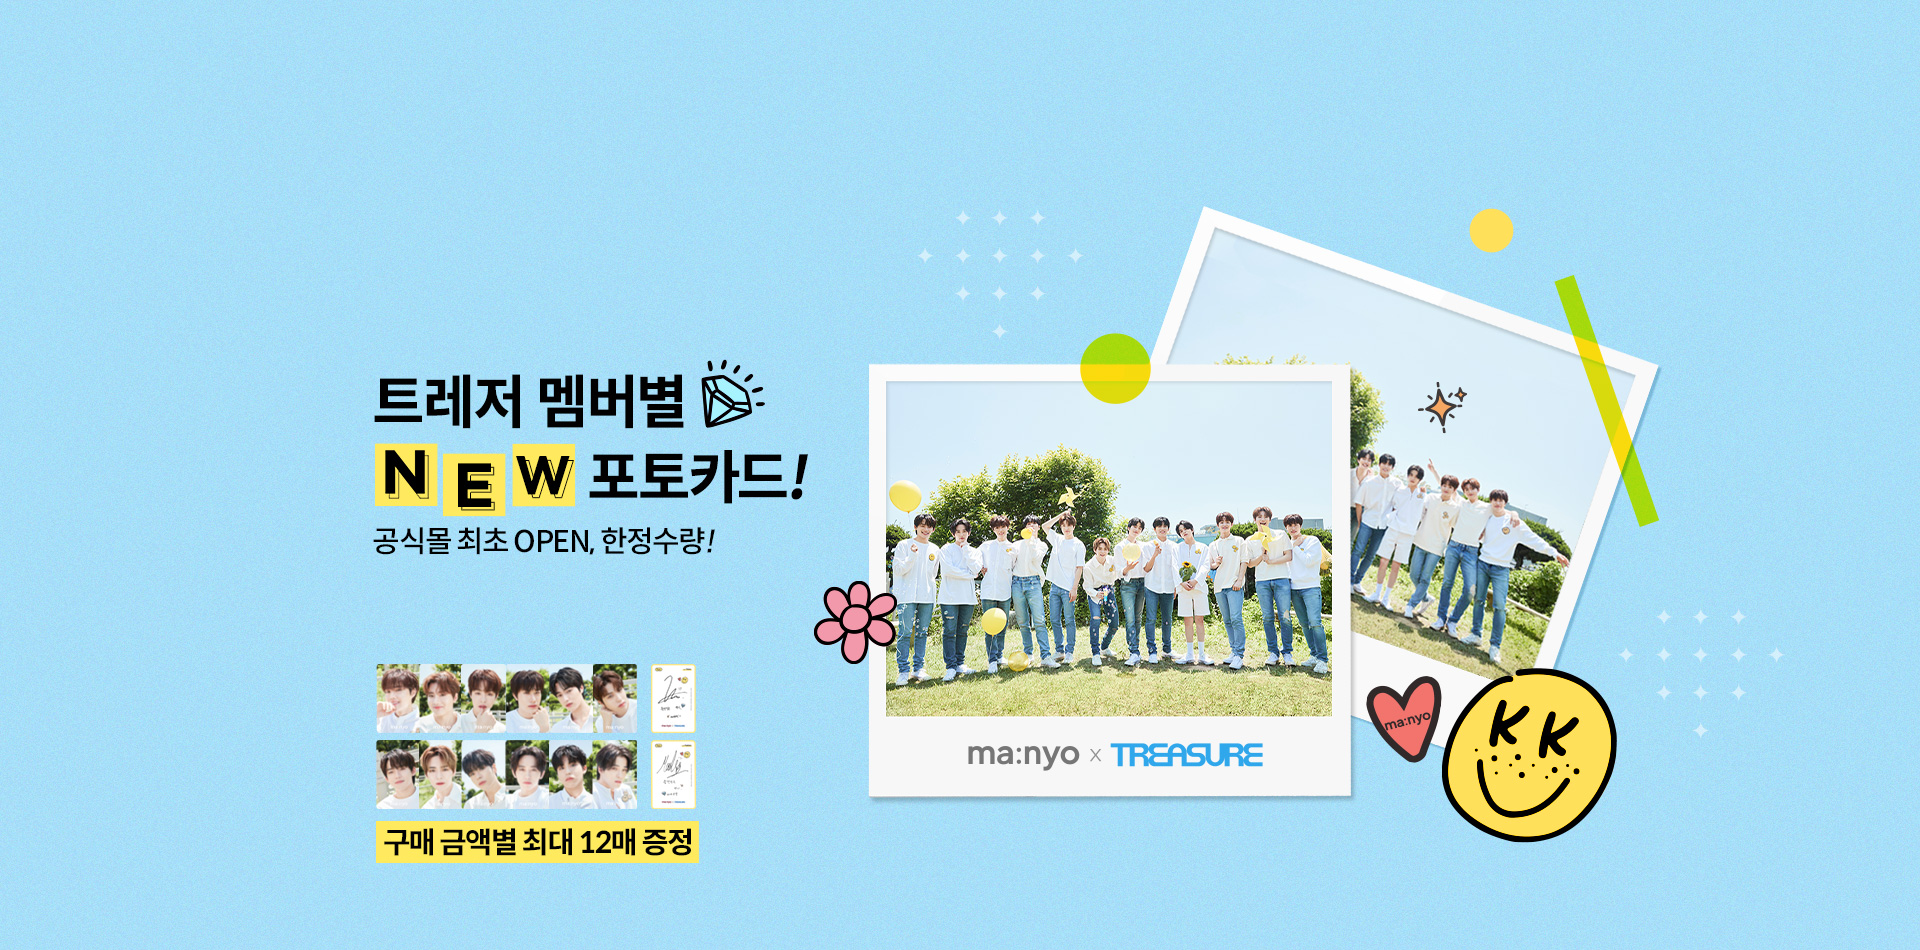 트레저 멤버별
NEW 포토카드!
공식몰 최초 OPEN, 한정수량!
구매 금액별 최대 12매 증정
ma:nyo x TREASURE
ma:nyo
KK